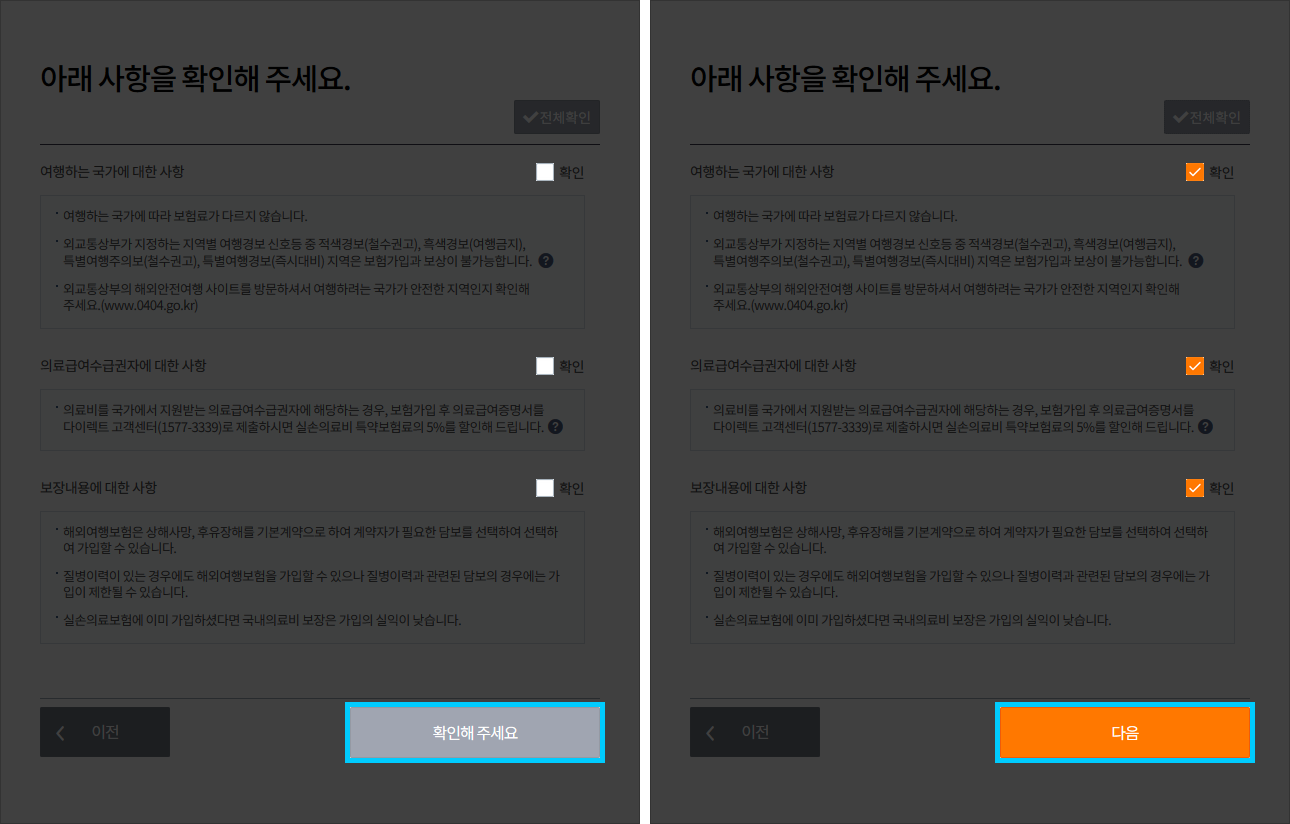 아래 사항을 확인해 주세요.
전체확인
여행하는 국가에 대한 사항
확인
· 여행하는 국가에 따라 보험료가 다르지 않습니다.
· 외교통상부가 지정하는 지역별 여행경보 신호등 중 적색경보(철수권고), 흑색경보(여행금지),
특별여행주의보(철수권고), 특별여행경보(즉시대비) 지역은 보험가입과 보상이 불가능합니다. ?
· 외교통상부의 해외안전여행 사이트를 방문하셔서 여행하려는 국가가 안전한 지역인지 확인해
주세요.(www.0404.go.kr)
의료급여수급권자에 대한 사항
확인
· 의료비를 국가에서 지원받는 의료급여수급권자에 해당하는 경우, 보험가입 후 의료급여증명서를
다이렉트 고객센터(1577-3339)로 제출하시면 실손의료비 특약보험료의 5%를 할인해 드립니다. ?
보장내용에 대한 사항
확인
· 해외여행보험은 상해사망, 후유장해를 기본계약으로 하여 계약자가 필요한 담보를 선택하여 선택하
여 가입할 수 있습니다.
· 질병이력이 있는 경우에도 해외여행보험을 가입할 수 있으나 질병이력과 관련된 담보의 경우에는 가
입이 제한될 수 있습니다.
· 실손의료보험에 이미 가입하셨다면 국내의료비 보장은 가입의 실익이 낮습니다.
이전
확인해 주세요
아래 사항을 확인해 주세요.
전체확인
여행하는 국가에 대한 사항
확인
· 여행하는 국가에 따라 보험료가 다르지 않습니다.
· 외교통상부가 지정하는 지역별 여행경보 신호등 중 적색경보(철수권고), 흑색경보(여행금지),
특별여행주의보(철수권고), 특별여행경보(즉시대비) 지역은 보험가입과 보상이 불가능합니다. ?
· 외교통상부의 해외안전여행 사이트를 방문하셔서 여행하려는 국가가 안전한 지역인지 확인해
주세요.(www.0404.go.kr)
의료급여수급권자에 대한 사항
확인
· 의료비를 국가에서 지원받는 의료급여수급권자에 해당하는 경우, 보험가입 후 의료급여증명서를
다이렉트 고객센터(1577-3339)로 제출하시면 실손의료비 특약보험료의 5%를 할인해 드립니다. ?
보장내용에 대한 사항
확인
· 해외여행보험은 상해사망, 후유장해를 기본계약으로 하여 계약자가 필요한 담보를 선택하여 선택하
여 가입할 수 있습니다.
· 질병이력이 있는 경우에도 해외여행보험을 가입할 수 있으나 질병이력과 관련된 담보의 경우에는 가
입이 제한될 수 있습니다.
· 실손의료보험에 이미 가입하셨다면 국내의료비 보장은 가입의 실익이 낮습니다.
이전
다음